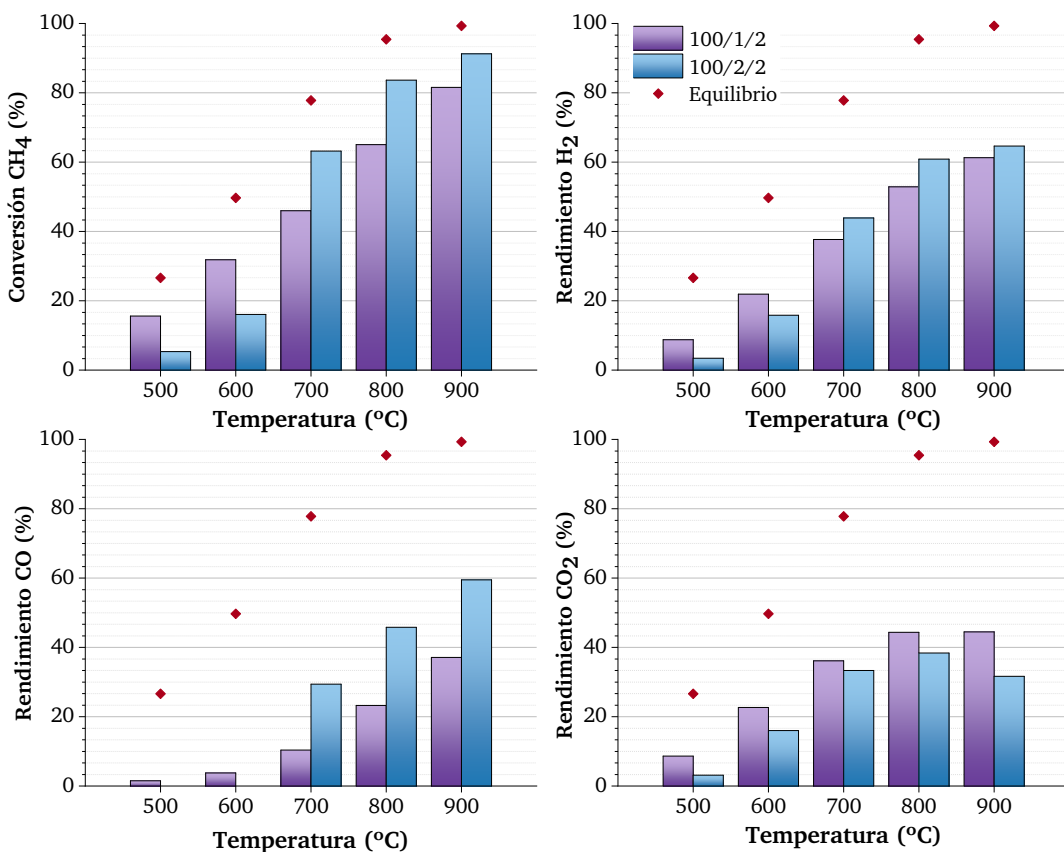 100
80
60
40
20
0
Conversión CH4 (%)
500 600 700 800 900
Temperatura (ºC)
100
80
60
40
20
0
Rendimiento H2 (%)
100/1/2
100/2/2
Equilibrio
500 600 700 800 900
Temperatura (ºC)
100
80
60
40
20
0
Rendimiento CO (%)
500 600 700 800 900
Temperatura (ºC)
100
80
60
40
20
0
Rendimiento CO2 (%)
500 600 700 800 900
Temperatura (ºC)